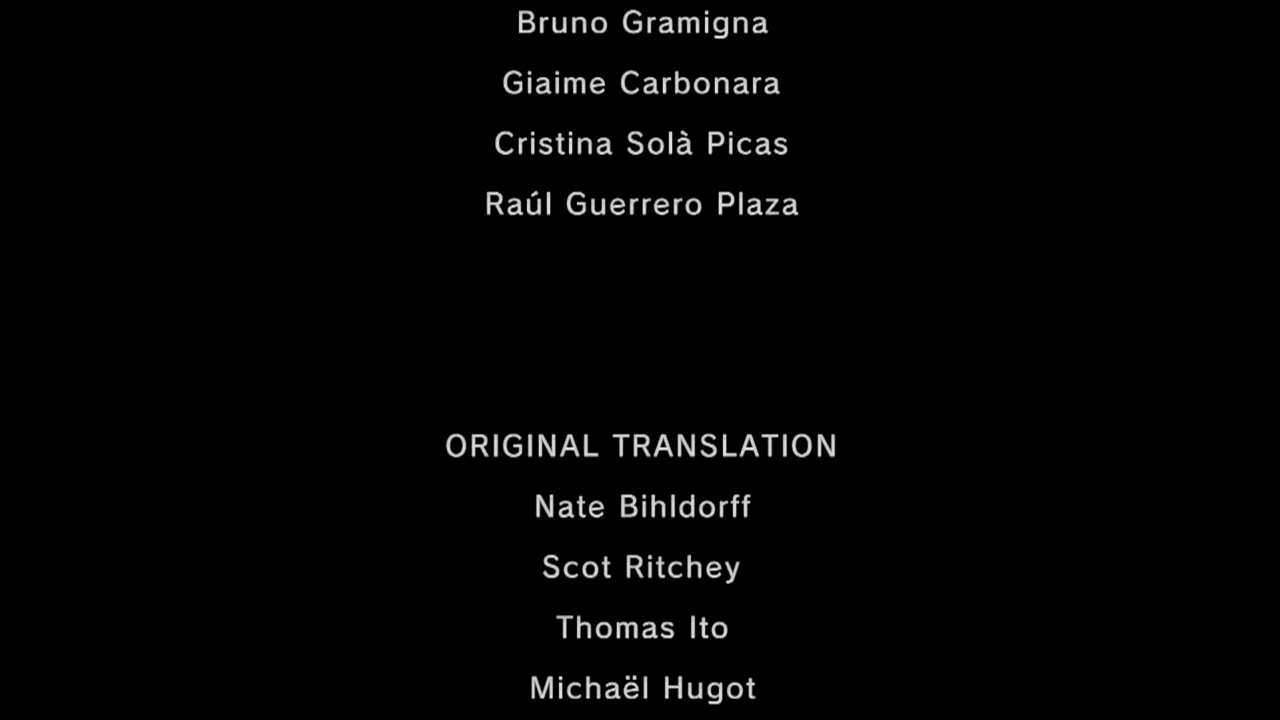 Bruno Gramigna
Giaime Carbonara
Cristina Solà Picas
Raúl Guerrero Plaza
ORIGINAL TRANSLATION
Nate Bihldorff
Scot Ritchey
Thomas Ito
Michaël Hugot